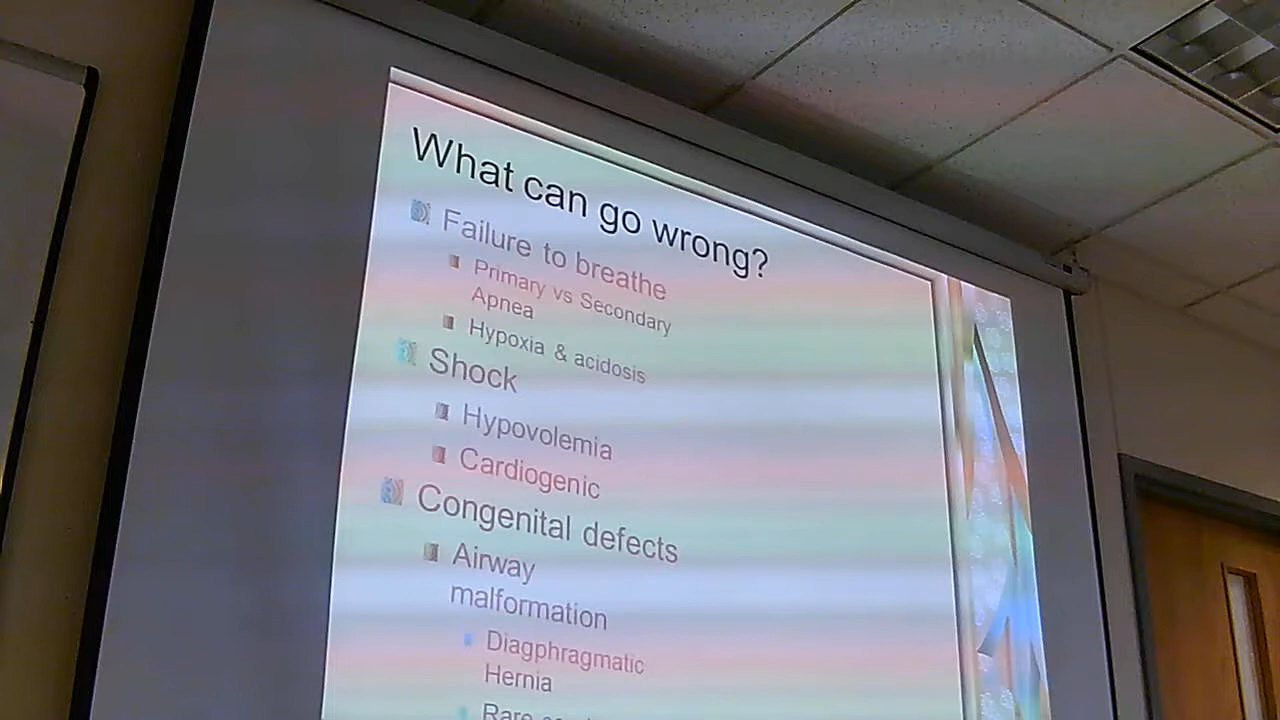 What can go wrong?
Failure to breathe
Primary vs Secondary
Apnea
Hypoxia & acidosis
Shock
Hypovolemia
Cardiogenic
Congenital defects
Airway
malformation
Diagphragmatic
Hernia
Rare